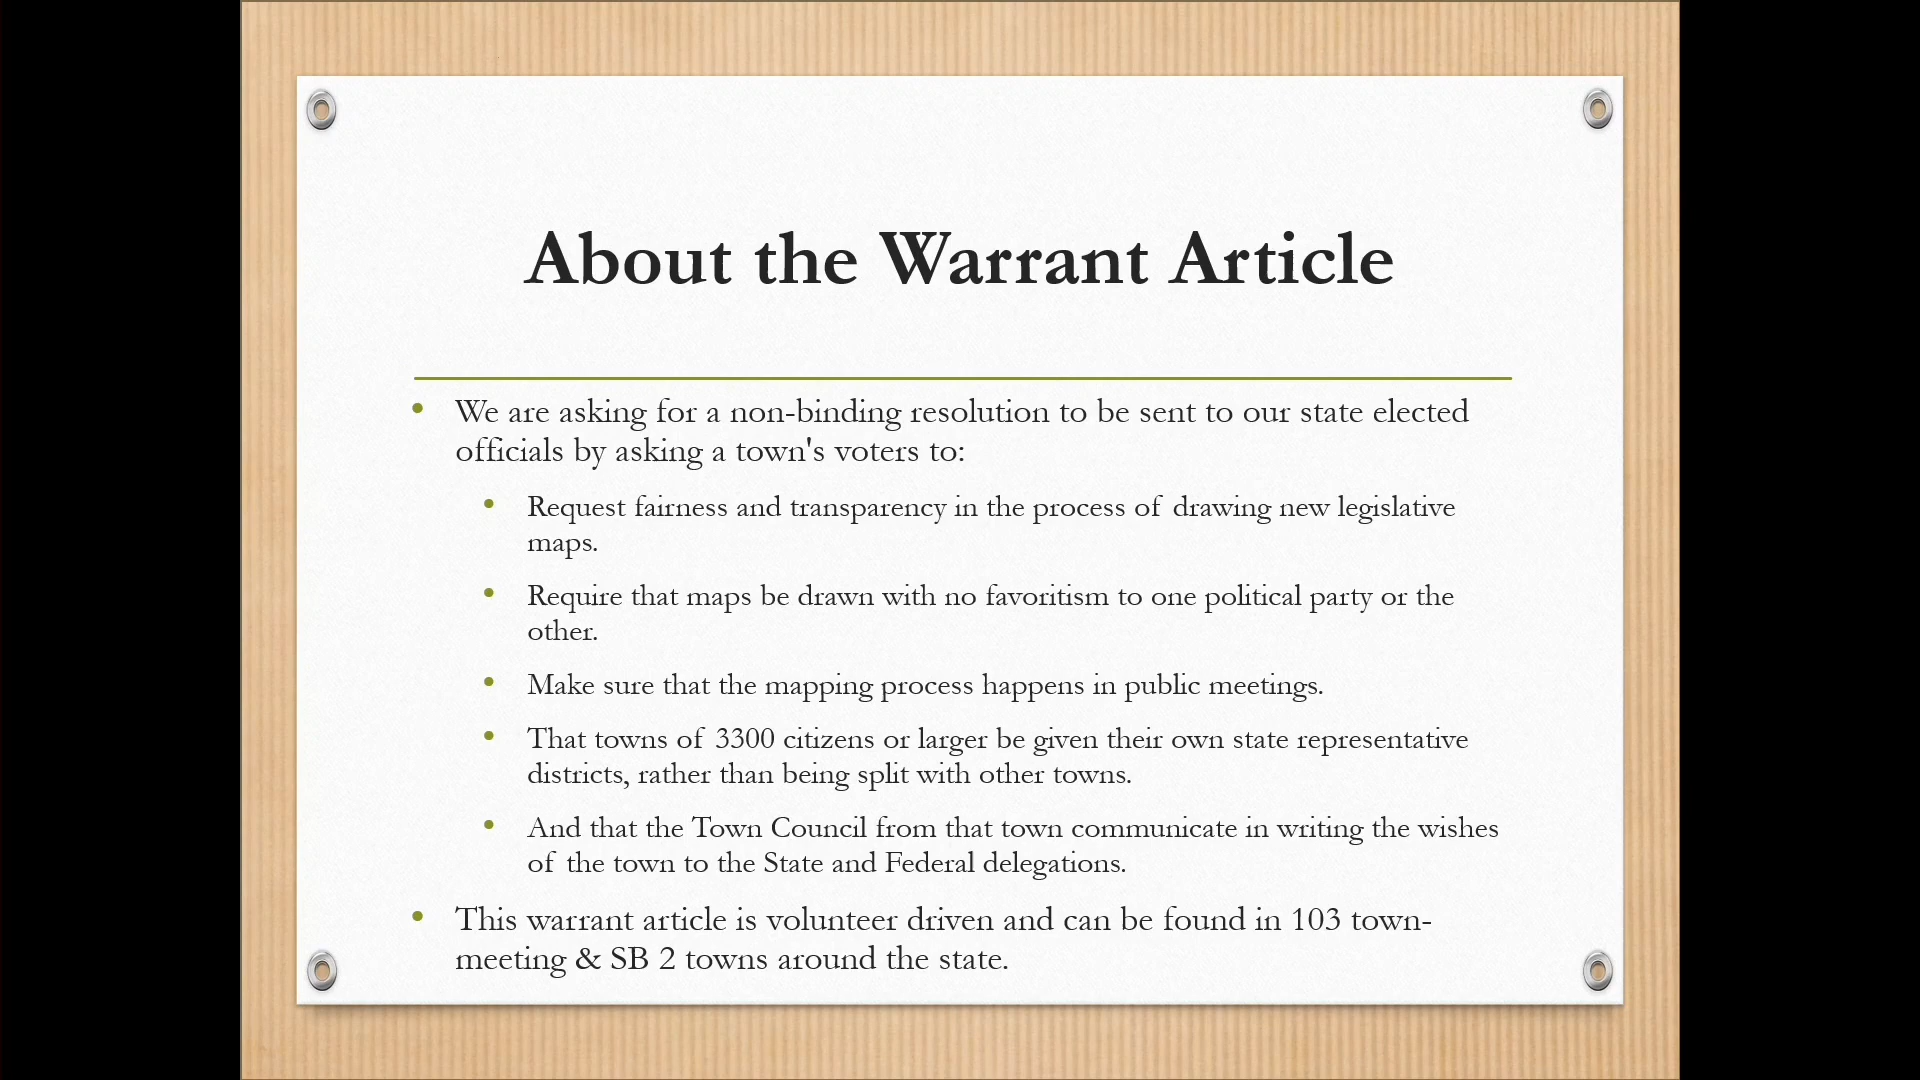 About the Warrant Article
• We are asking for a non-binding resolution to be sent to our state elected
officials by asking a town's voters to:
• Request fairness and transparency in the process of drawing new legislative
maps.
• Require that maps be drawn with no favoritism to one political party or the
other.
• Make sure that the mapping process happens in public meetings.
• That towns of 3300 citizens or larger be given their own state representative
districts, rather than being split with other towns.
• And that the Town Council from that town communicate in writing the wishes
of the town to the State and Federal delegations.
• This warrant article is volunteer driven and can be found in 103 town-
meeting & SB 2 towns around the state.